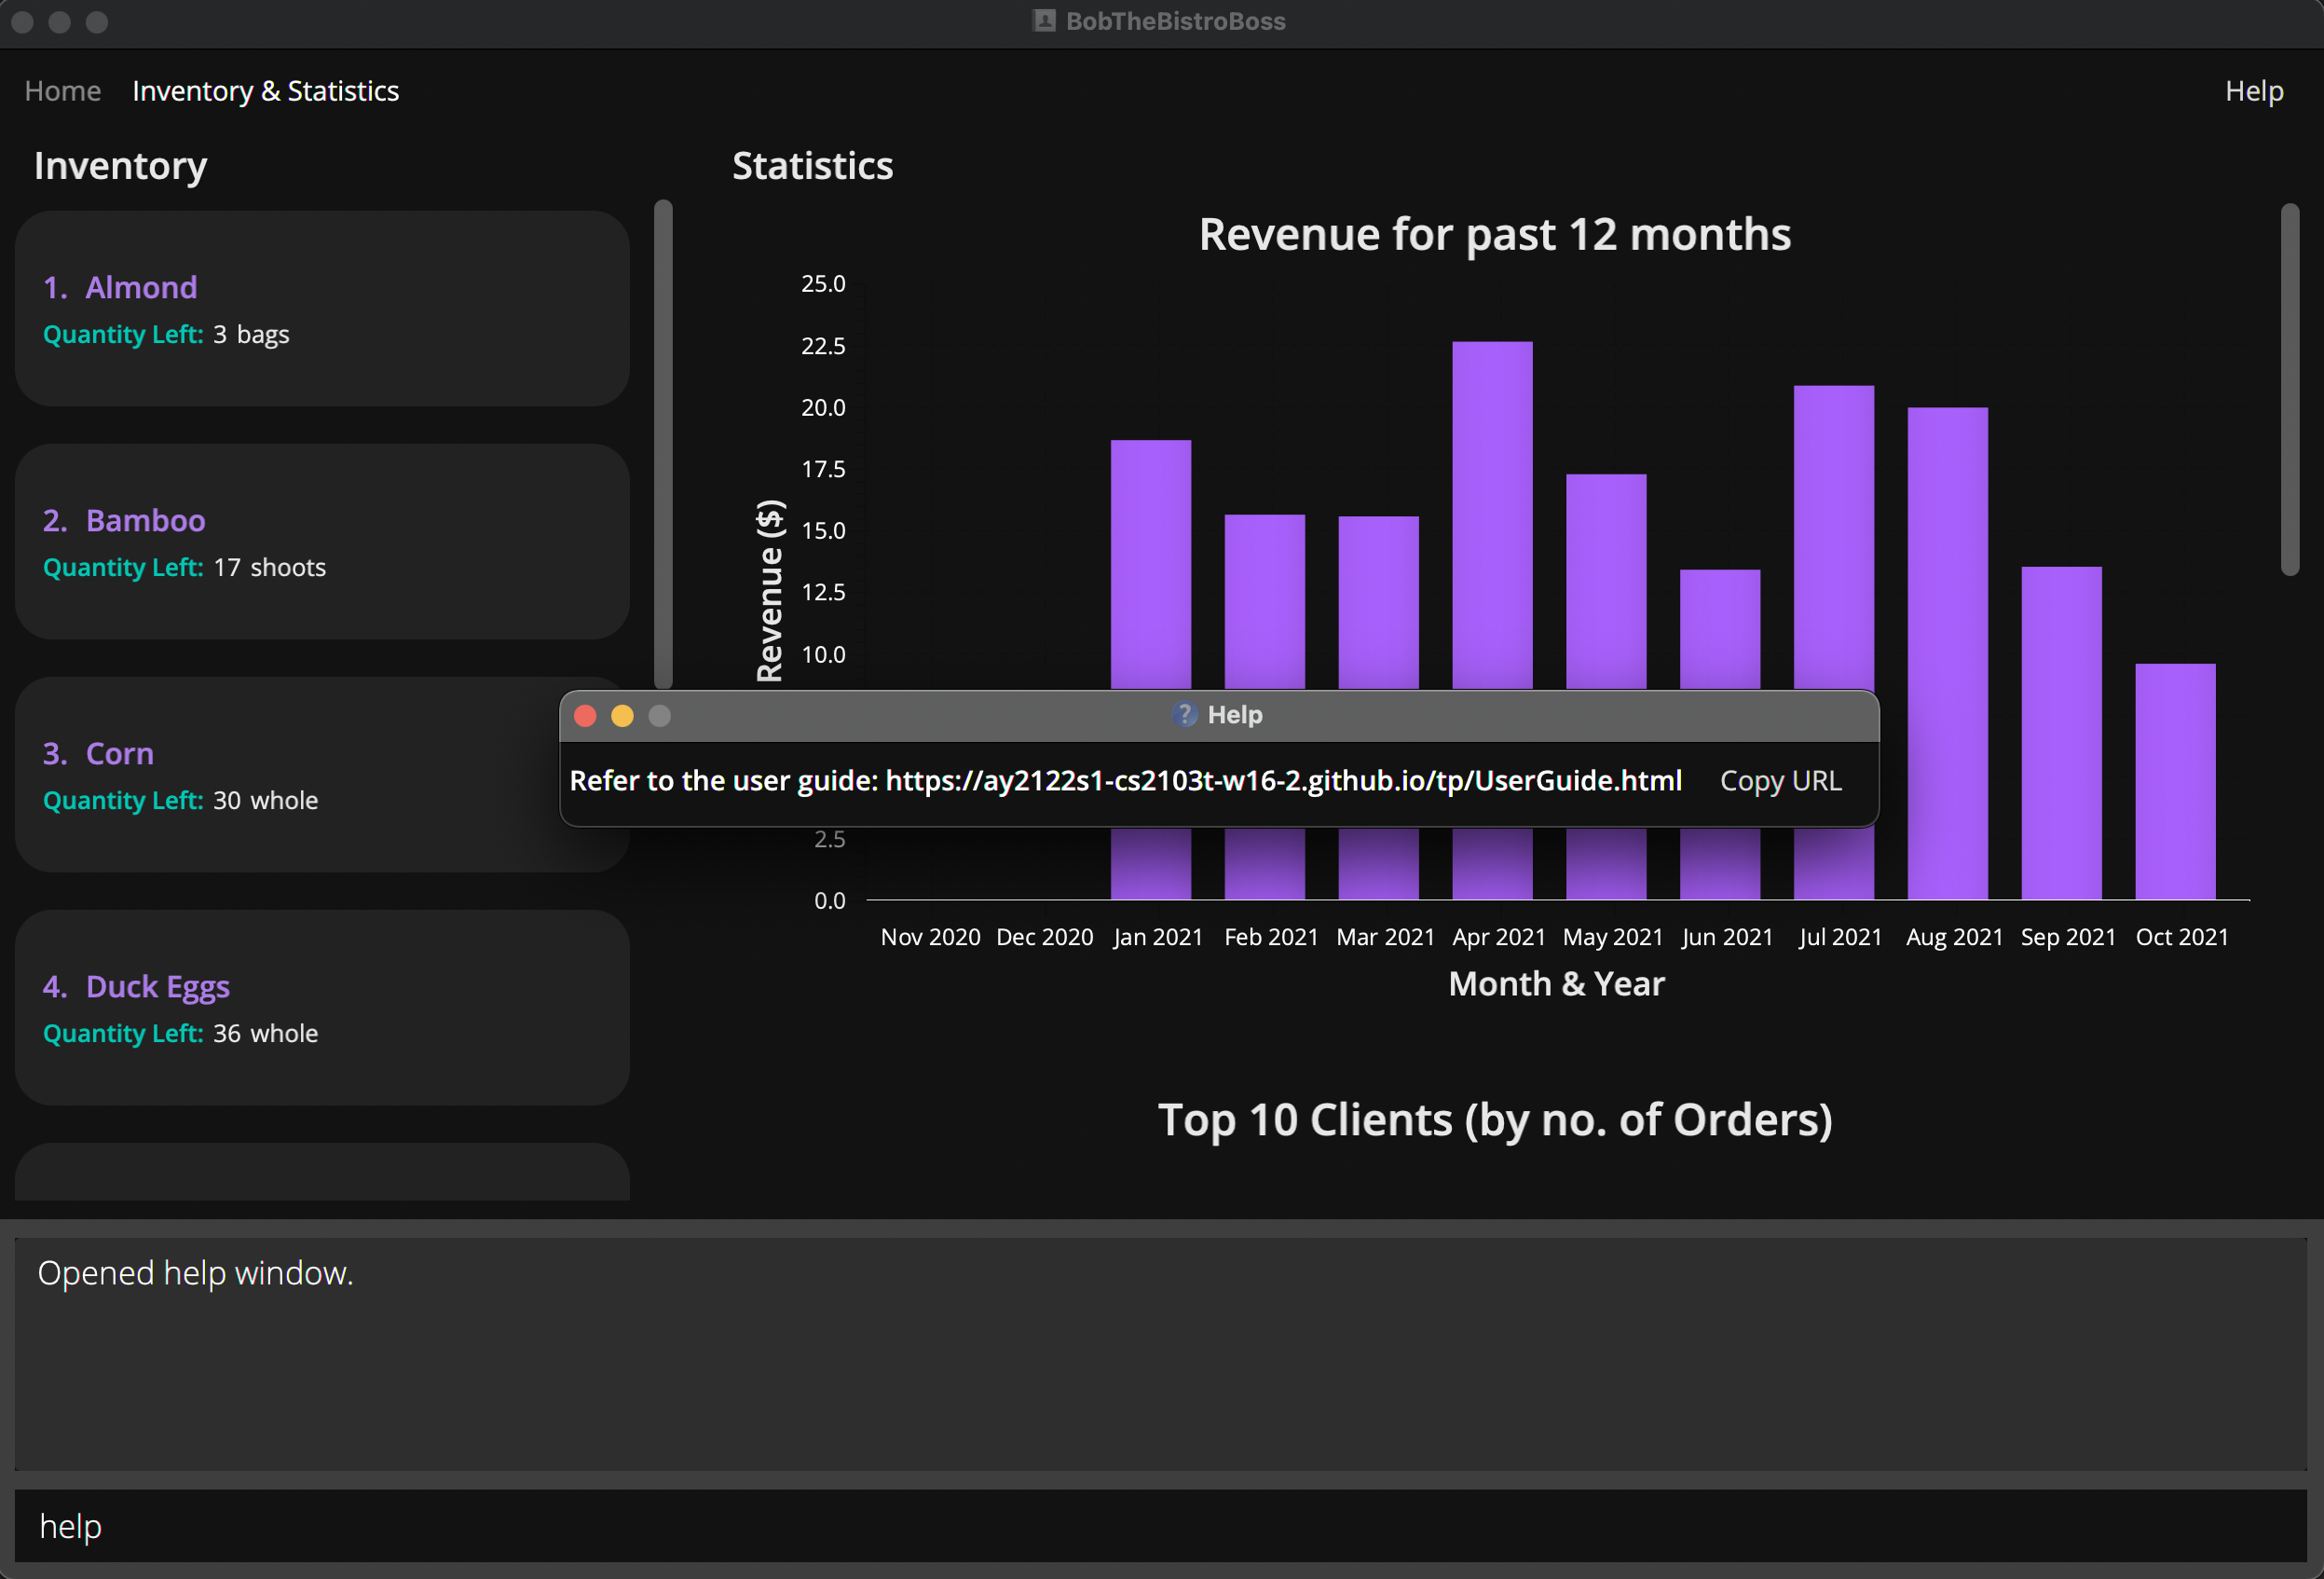 BobTheBistroBoss
Home Inventory & Statistics Help
Inventory
1. Almond
Quantity Left: 3 bags
2. Bamboo
Quantity Left: 17 shoots
3. Corn
Quantity Left: 30 whole
4. Duck Eggs
Quantity Left: 36 whole
Statistics
Revenue for past 12 months
Revenue ($)
25.0
22.5
20.0
17.5
15.0
12.5
10.0
2.5
0.0
Nov 2020 Dec 2020 Jan 2021 Feb 2021 Mar 2021 Apr 2021 May 2021 Jun 2021 Jul 2021 Aug 2021 Sep 2021 Oct 2021
Month & Year
Top 10 Clients (by no. of Orders)
? Help
Refer to the user guide: https://ay2122s1-cs2103t-w16-2.github.io/tp/UserGuide.html Copy URL
Opened help window.
help